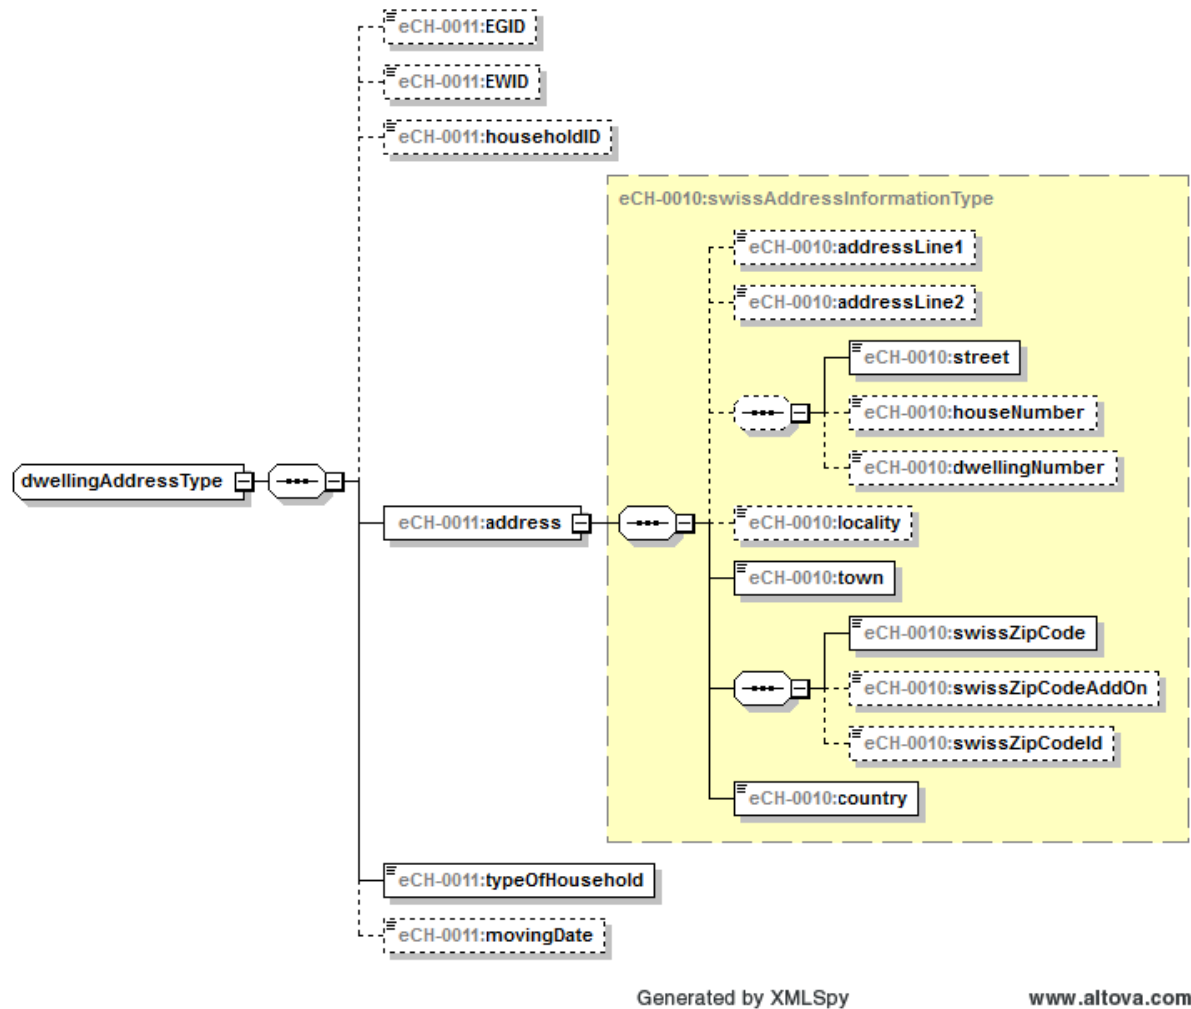 eCH-0011:EGID
eCH-0011:EWID
eCH-0011:householdID
eCH-0010:swissAddressInformationType
eCH-0010:addressLine1
eCH-0010:addressLine2
eCH-0010:street
eCH-0010:houseNumber
eCH-0010:dwellingNumber
dwellingAddressType
eCH-0011:address
eCH-0010:locality
eCH-0010:town
eCH-0010:swissZipCode
eCH-0010:swissZipCodeAddOn
eCH-0010:swissZipCodeId
eCH-0010:country
eCH-0011:typeOfHousehold
eCH-0011:movingDate
Generated by XMLSpy
www.altova.com